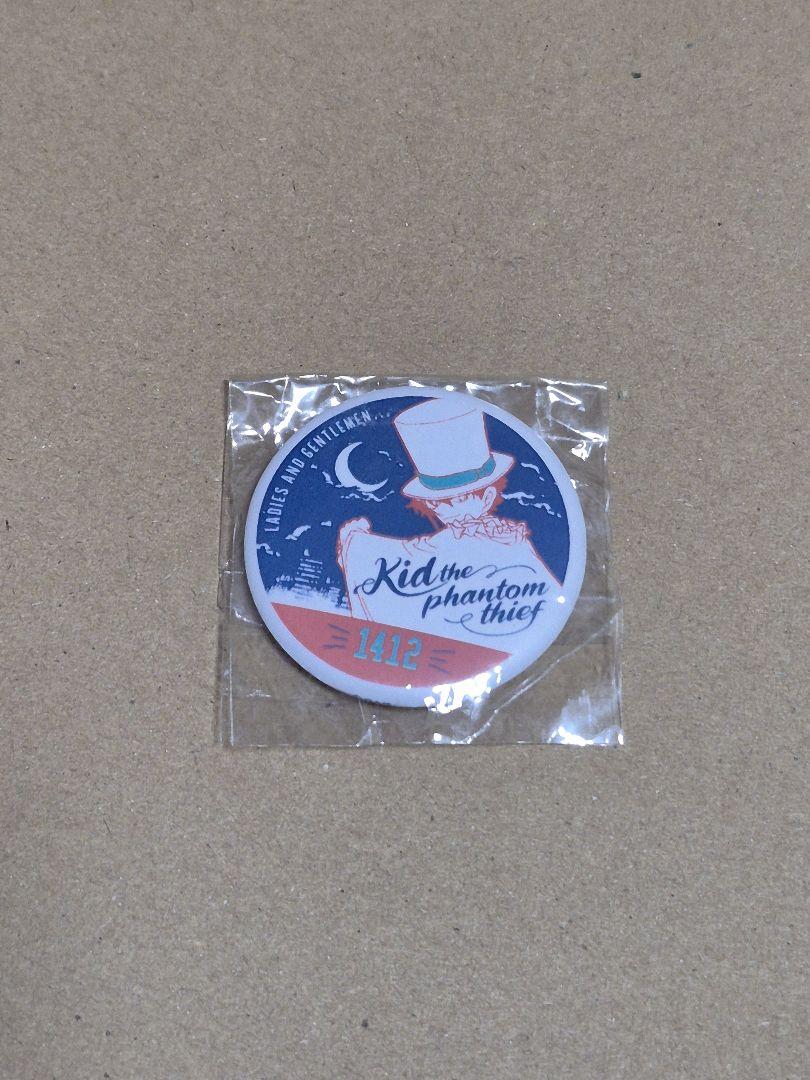 LADIES AND GENTLEMEN...
Kid the
phantom
thief
1412